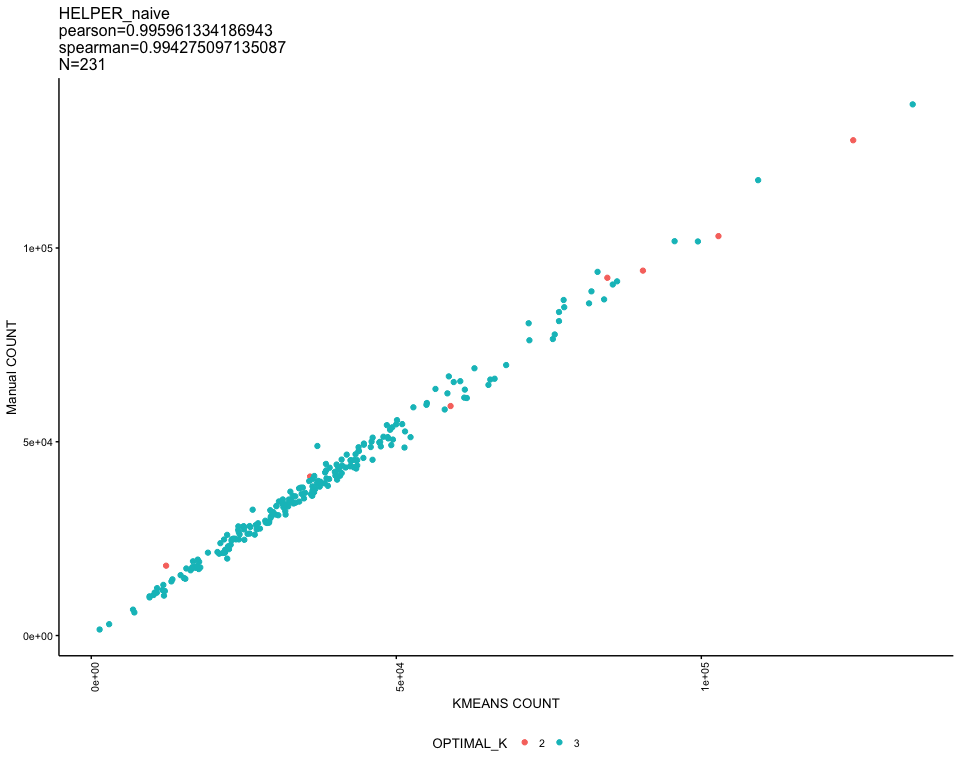 HELPER_naive
pearson=0.995961334186943
spearman=0.994275097135087
N=231
Manual COUNT
1e+05
5e+04
0e+00
0e+00
5e+04
1e+05
KMEANS COUNT
OPTIMAL_K 2 3